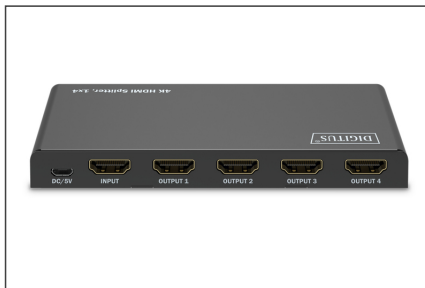 4K HDMI Splitter, 1x4
DIGITUS®
DC/5V INPUT OUTPUT 1 OUTPUT 2 OUTPUT 3 OUTPUT 4